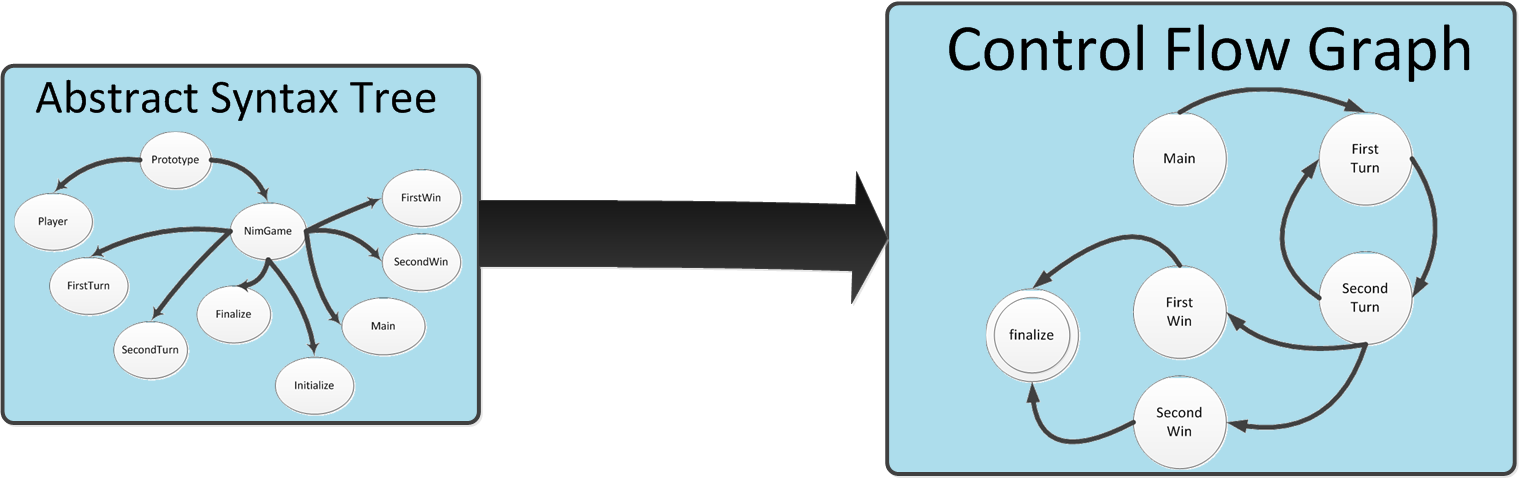 Abstract Syntax Tree
Prototype
Player
NimGame
FirstWin
SecondWin
FirstTurn
Finalize
Main
SecondTurn
Initialize
Control Flow Graph
Main
First
Turn
Second
Turn
First
Win
finalize
Second
Win